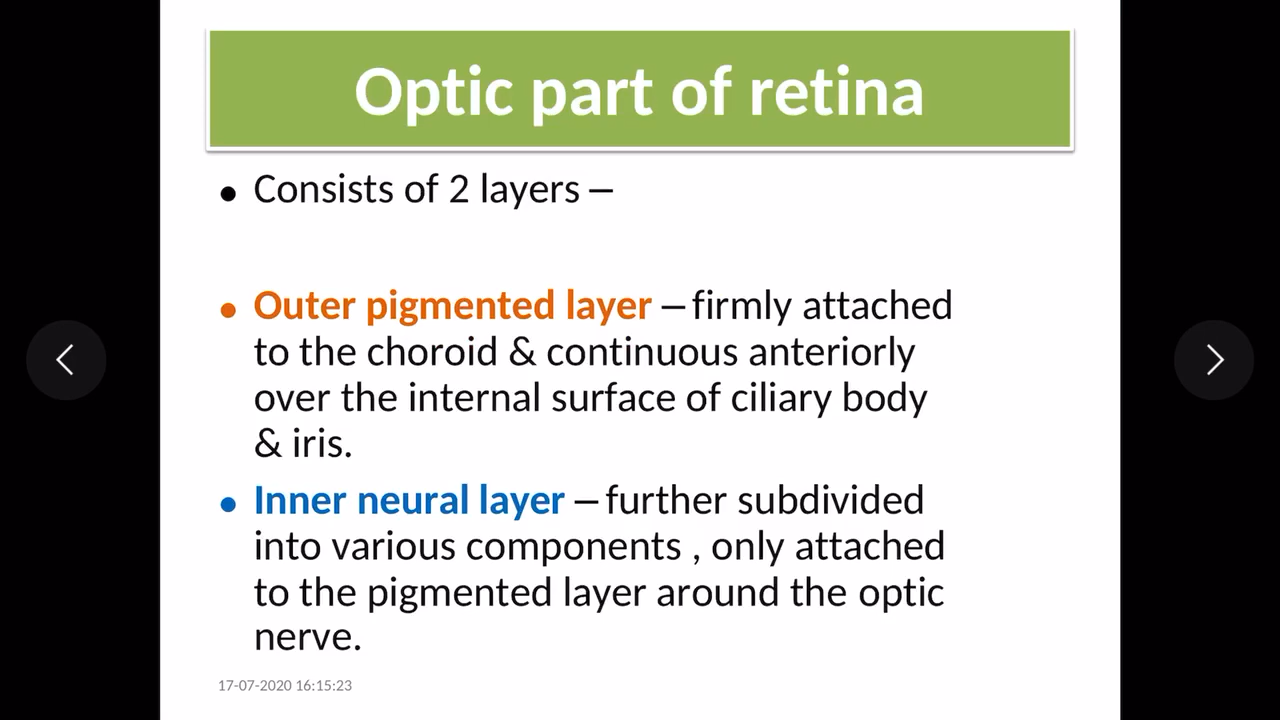 Optic part of retina
• Consists of 2 layers –
• Outer pigmented layer – firmly attached
to the choroid & continuous anteriorly
over the internal surface of ciliary body
& iris.
• Inner neural layer – further subdivided
into various components , only attached
to the pigmented layer around the optic
nerve.
17-07-2020 16:15:23